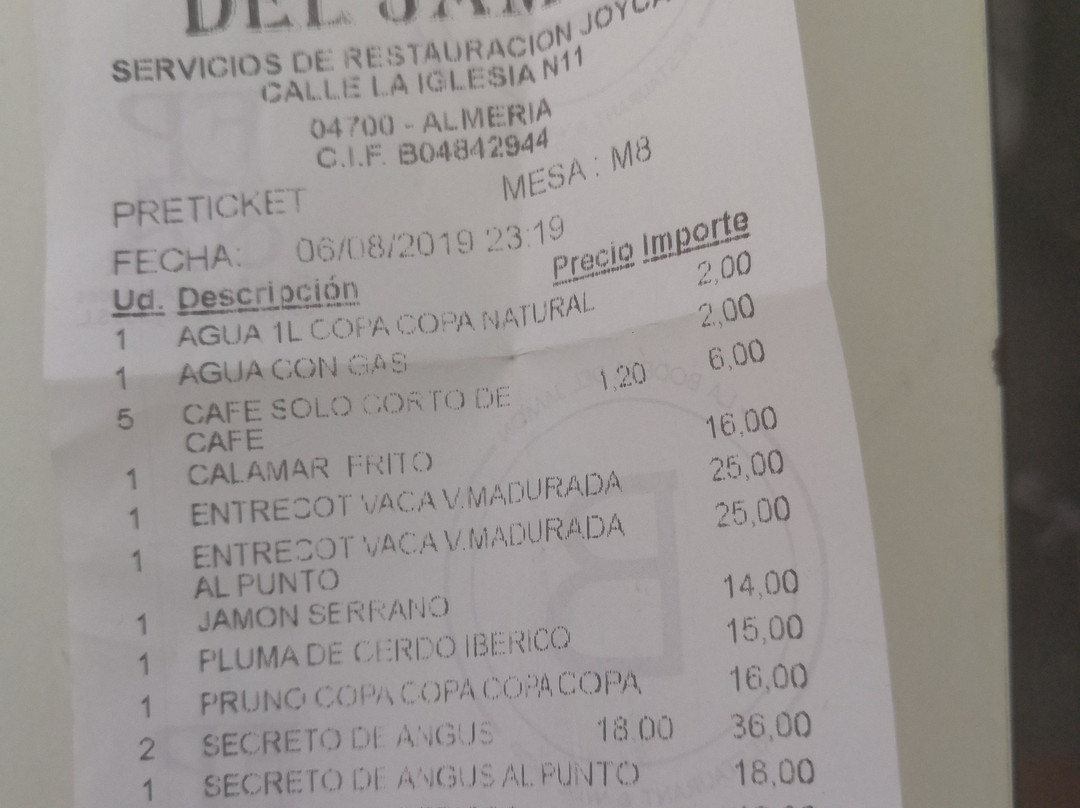 DEL JAM
SERVICIOS DE RESTAURACION JOYCA
CALLE LA IGLESIA N11
04700 - ALMERIA
C.I.F. B04842944
PRETICKET MESA : M8
FECHA: 06/08/2019 23:19
Ud. Descripción Precio Importe
1 AGUA 1L COPA COPA NATURAL 2,00
1 AGUA CON GAS 2,00
5 CAFE SOLO CORTO DE 1,20 6,00
CAFE
1 CALAMAR FRITO 16,00
1 ENTRECOT VACA V.MADURADA 25,00
1 ENTRECOT VACA V.MADURADA 25,00
AL PUNTO
1 JAMON SERRANO 14,00
1 PLUMA DE CERDO IBERICO 15,00
1 PRUNO COPA COPA COPA COPA 16,00
2 SECRETO DE ANGUS 18.00 36,00
1 SECRETO DE ANGUS AL PUNTO 18,00